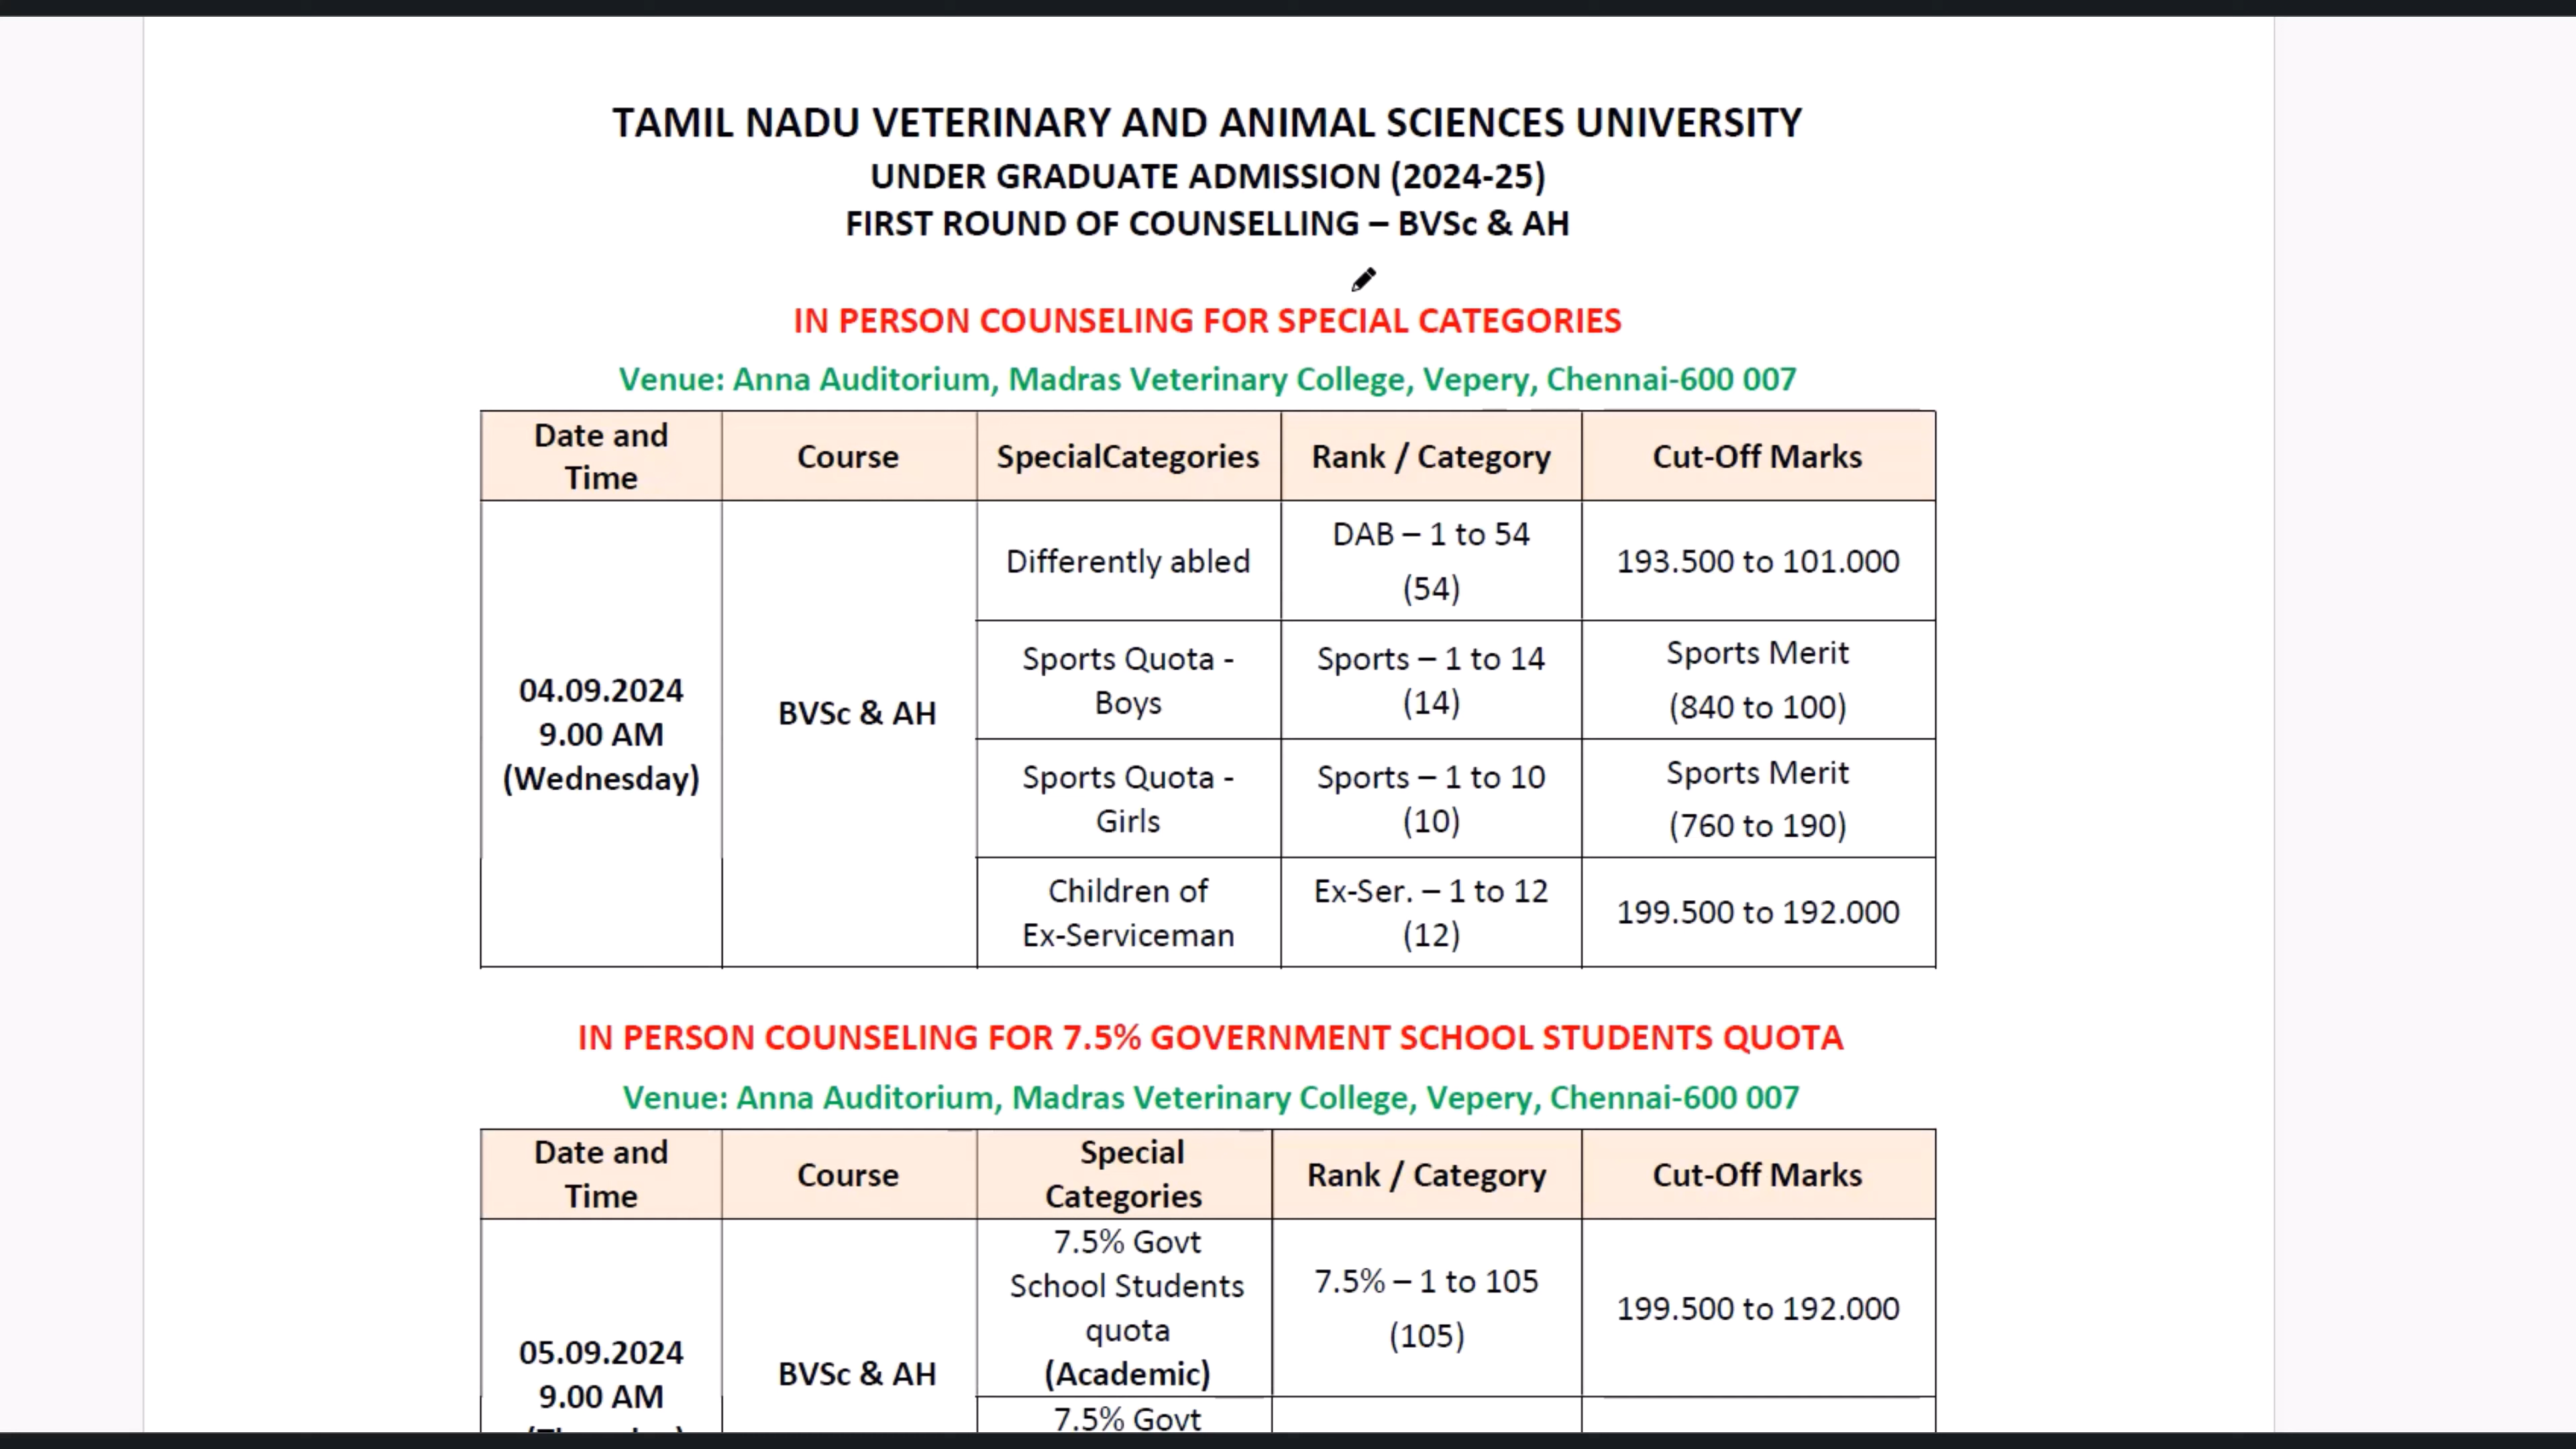 TAMIL NADU VETERINARY AND ANIMAL SCIENCES UNIVERSITY
UNDER GRADUATE ADMISSION (2024-25)
FIRST ROUND OF COUNSELLING – BVSc & AH
IN PERSON COUNSELING FOR SPECIAL CATEGORIES
Venue: Anna Auditorium, Madras Veterinary College, Vepery, Chennai-600 007
Date and
Time
Course
SpecialCategories
Rank / Category
Cut-Off Marks
04.09.2024
9.00 AM
(Wednesday)
BVSc & AH
Differently abled
DAB – 1 to 54
(54)
193.500 to 101.000
Sports Quota -
Boys
Sports – 1 to 14
(14)
Sports Merit
(840 to 100)
Sports Quota -
Girls
Sports – 1 to 10
(10)
Sports Merit
(760 to 190)
Children of
Ex-Serviceman
Ex-Ser. – 1 to 12
(12)
199.500 to 192.000
IN PERSON COUNSELING FOR 7.5% GOVERNMENT SCHOOL STUDENTS QUOTA
Venue: Anna Auditorium, Madras Veterinary College, Vepery, Chennai-600 007
Date and
Time
Course
Special
Categories
Rank / Category
Cut-Off Marks
05.09.2024
9.00 AM
BVSc & AH
7.5% Govt
School Students
quota
(Academic)
7.5% – 1 to 105
(105)
199.500 to 192.000
7.5% Govt